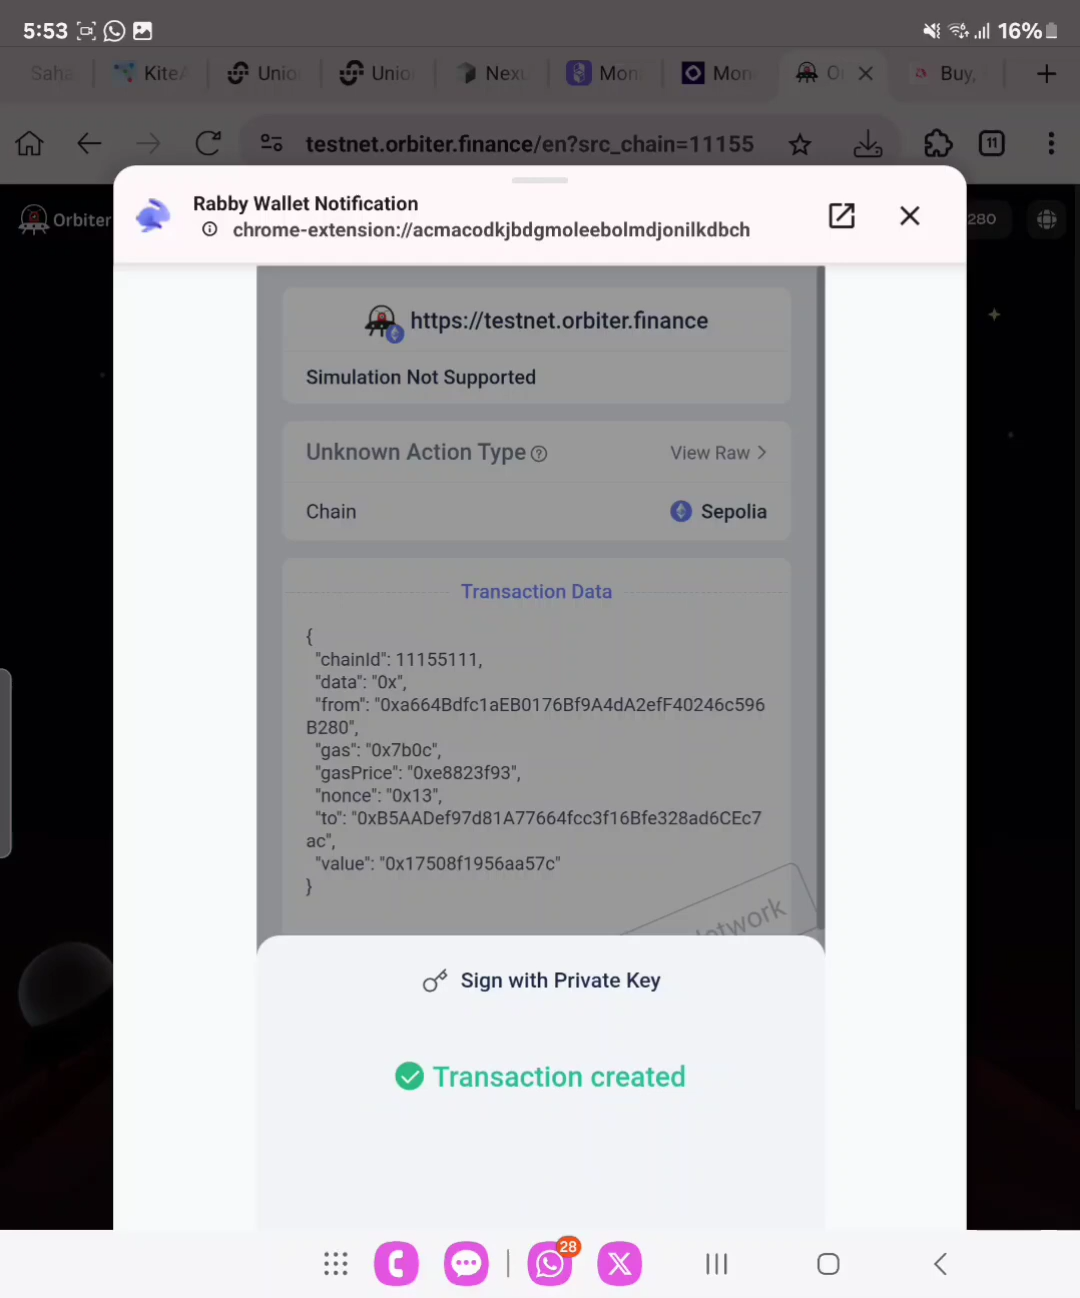 5:53
16%
Saha
KiteA
Unio
Unio
Nexu
Mon
Mon
O
Buy,
testnet.orbiter.finance/en?src_chain=11155
11
Orbiter
280
Rabby Wallet Notification
chrome-extension://acmacodkjbdgmoleebolmdjonilkdbch
https://testnet.orbiter.finance
Simulation Not Supported
Unknown Action Type
View Raw
Chain
Sepolia
Transaction Data
{
"chainId": 11155111,
"data": "0x",
"from": "0xa664Bdfc1aEB0176Bf9A4dA2efF40246c596
B280",
"gas": "0x7b0c",
"gasPrice": "0xe8823f93",
"nonce": "0x13",
"to": "0xB5AADef97d81A77664fcc3f16Bfe328ad6CEc7
ac",
"value": "0x17508f1956aa57c"
}
Sign with Private Key
Transaction created
28